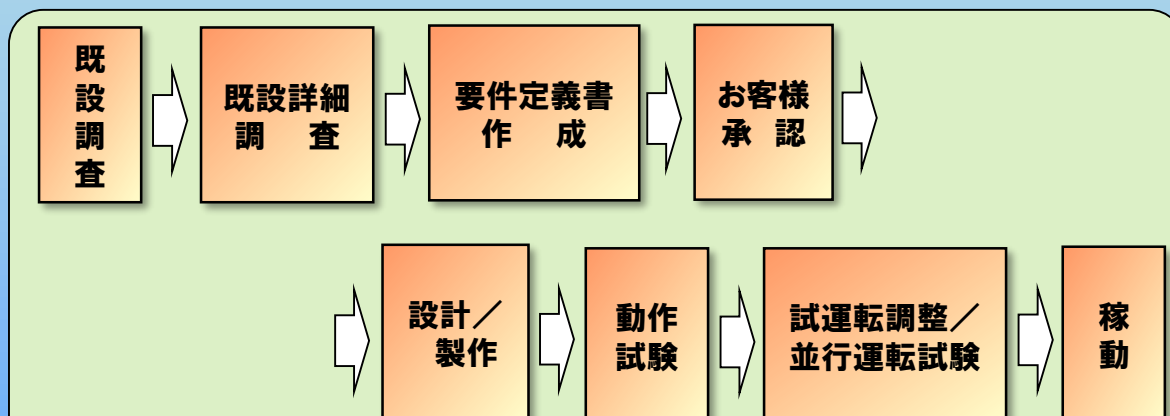 既
設
調
査
既設詳細
調　査
要件定義書
作　成
お客様
承 認
設計／
製作
動作
試験
試運転調整／
並行運転試験
稼
動